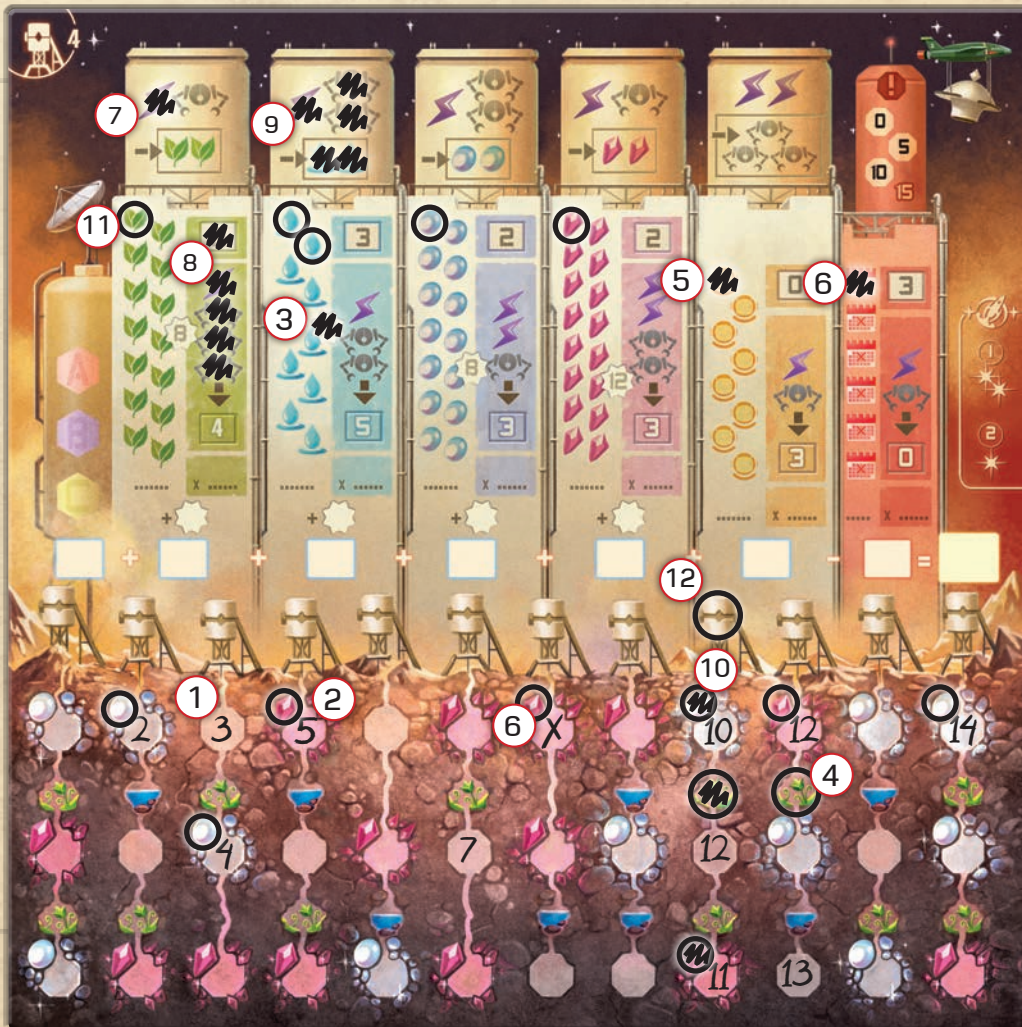 4
7
9
!
0
5
10
15
11
8
3
2
2
5
0
6
3
3
B
B
12
A
B
C
4
5
3
3
3
0
1
2
....... X ......
....... X ......
....... X ......
....... X ......
....... X ......
..... X ......
+ + + +
+ + + + + - =
12
1
2
6
10
2 3 5 X 10 12 14
4
4 7 12
11 13